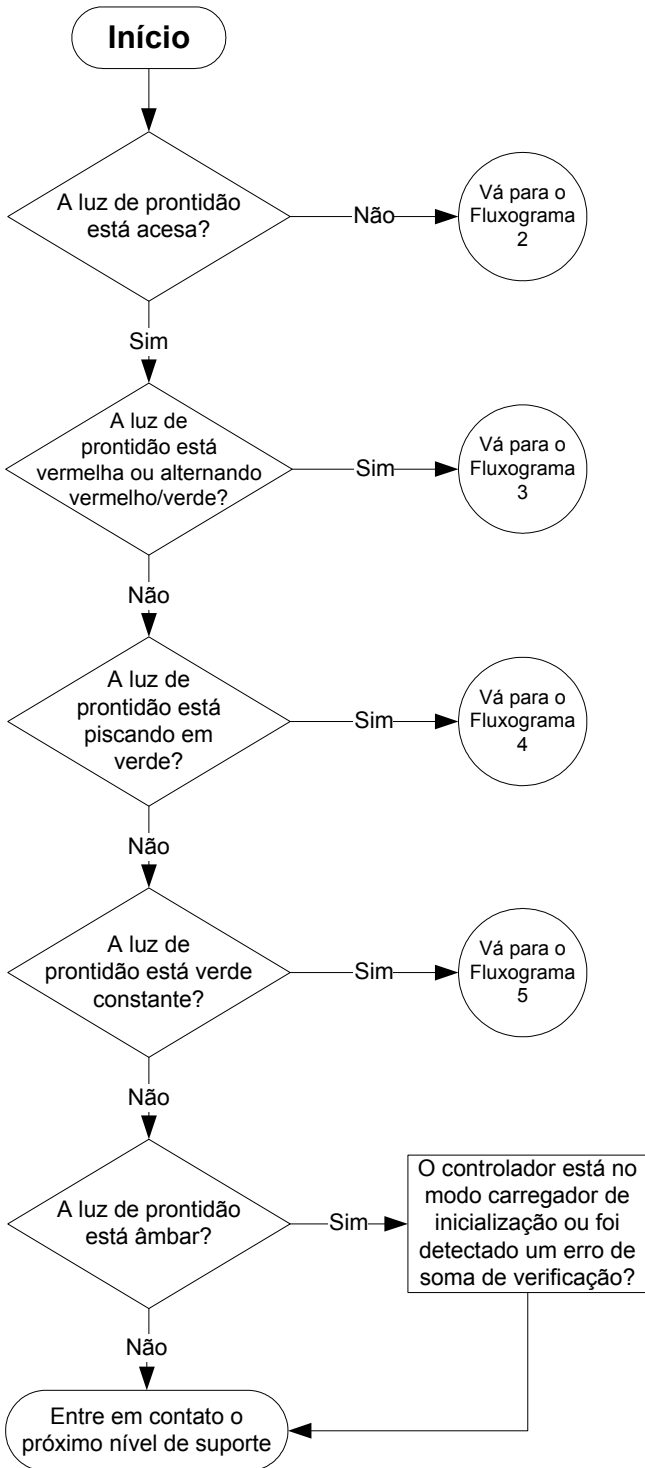 Início
A luz de prontidão
está acesa?
Não
Vá para o
Fluxograma
2
Sim
A luz de
prontidão está
vermelha ou alternando
vermelho/verde?
Sim
Vá para o
Fluxograma
3
Não
A luz de
prontidão está
piscando em
verde?
Sim
Vá para o
Fluxograma
4
Não
A luz de
prontidão está verde
constante?
Sim
Vá para o
Fluxograma
5
Não
A luz de prontidão
está âmbar?
Sim
O controlador está no
modo carregador de
inicialização ou foi
detectado um erro de
soma de verificação?
Não
Entre em contato o
próximo nível de suporte